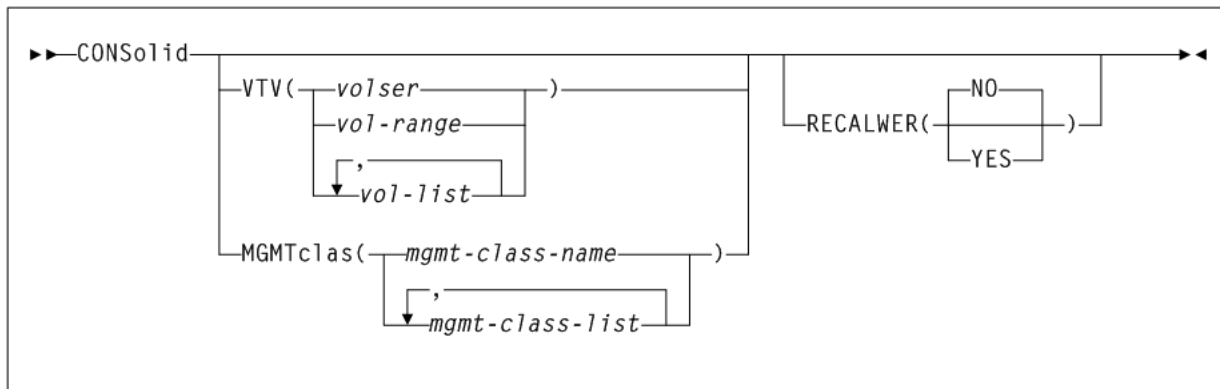 CONSolid
VTV( volser )
vol-range
,
vol-list
MGMTclas( mgmt-class-name )
,
mgmt-class-list
RECALWER( NO )
YES